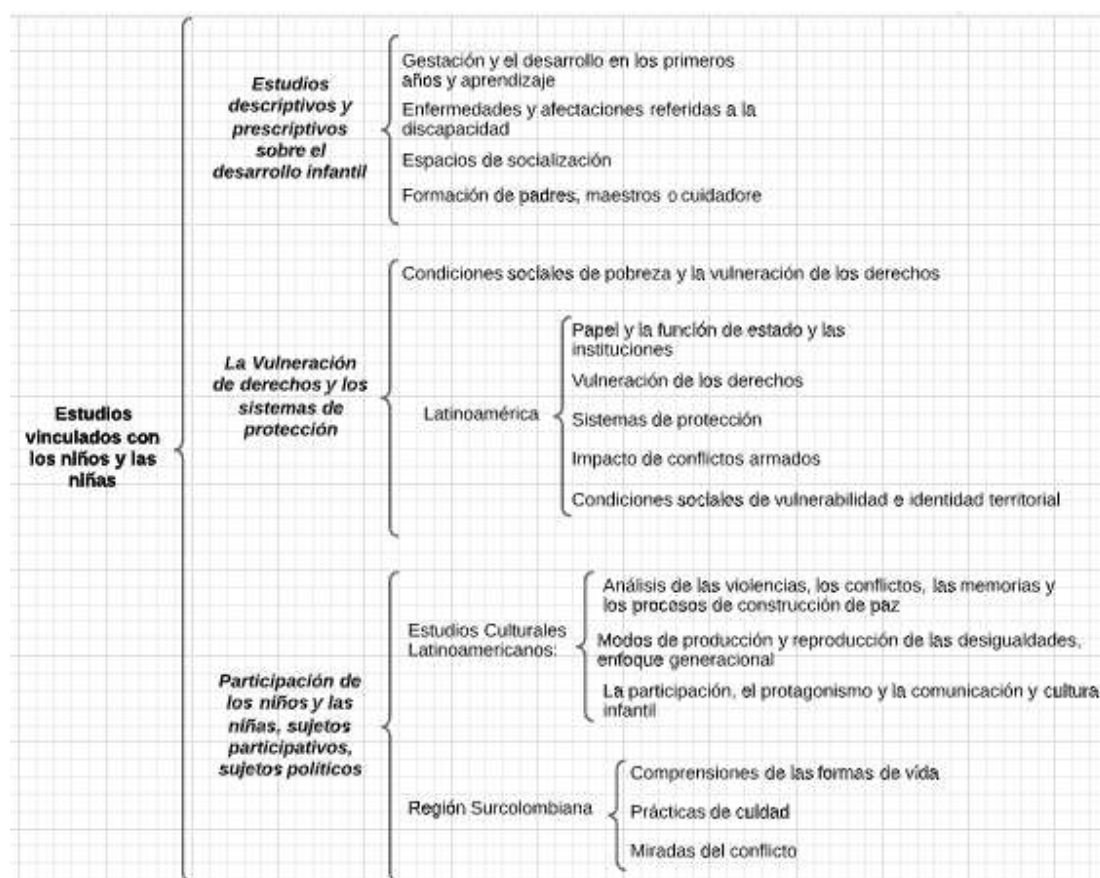 Estudios
vinculados con
los niños y las
niñas
Estudios
descriptivos y
prescriptivos
sobre el
desarrollo infantil
Gestación y el desarrollo en los primeros
años y aprendizaje
Enfermedades y afectaciones referidas a la
discapacidad
Espacios de socialización
Formación de padres, maestros o cuidadore
La Vulneración
de derechos y los
sistemas de
protección
Condiciones sociales de pobreza y la vulneración de los derechos
Latinoamérica
Papel y la función de estado y las
instituciones
Vulneración de los derechos
Sistemas de protección
Impacto de conflictos armados
Condiciones sociales de vulnerabilidad e identidad territorial
Participación de
los niños y las
niñas, sujetos
participativos,
sujetos políticos
Estudios Culturales
Latinoamericanos:
Análisis de las violencias, los conflictos, las memorias y
los procesos de construcción de paz
Modos de producción y reproducción de las desigualdades,
enfoque generacional
La participación, el protagonismo y la comunicación y cultura
infantil
Región Surcolombiana
Comprensiones de las formas de vida
Prácticas de cuidad
Miradas del conflicto